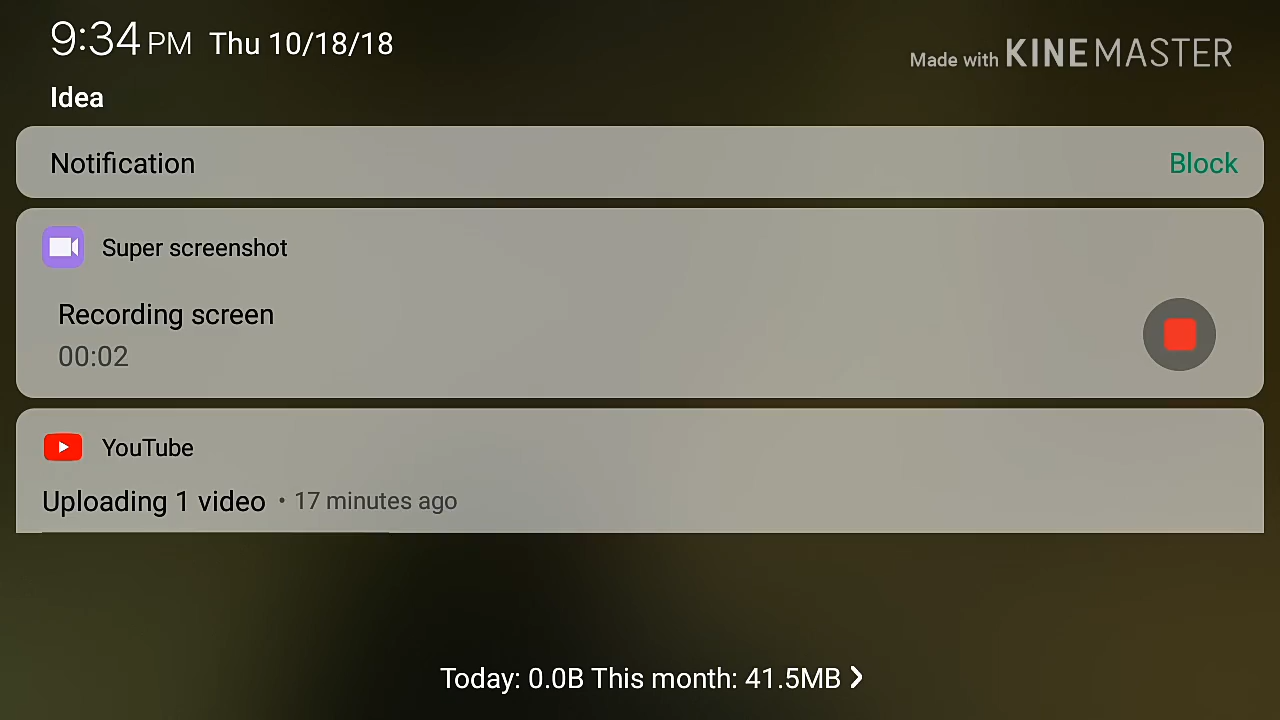 9:34 PM Thu 10/18/18
Made with KINEMASTER
Idea
Notification Block
Super screenshot
Recording screen
00:02
YouTube
Uploading 1 video • 17 minutes ago
Today: 0.0B This month: 41.5MB